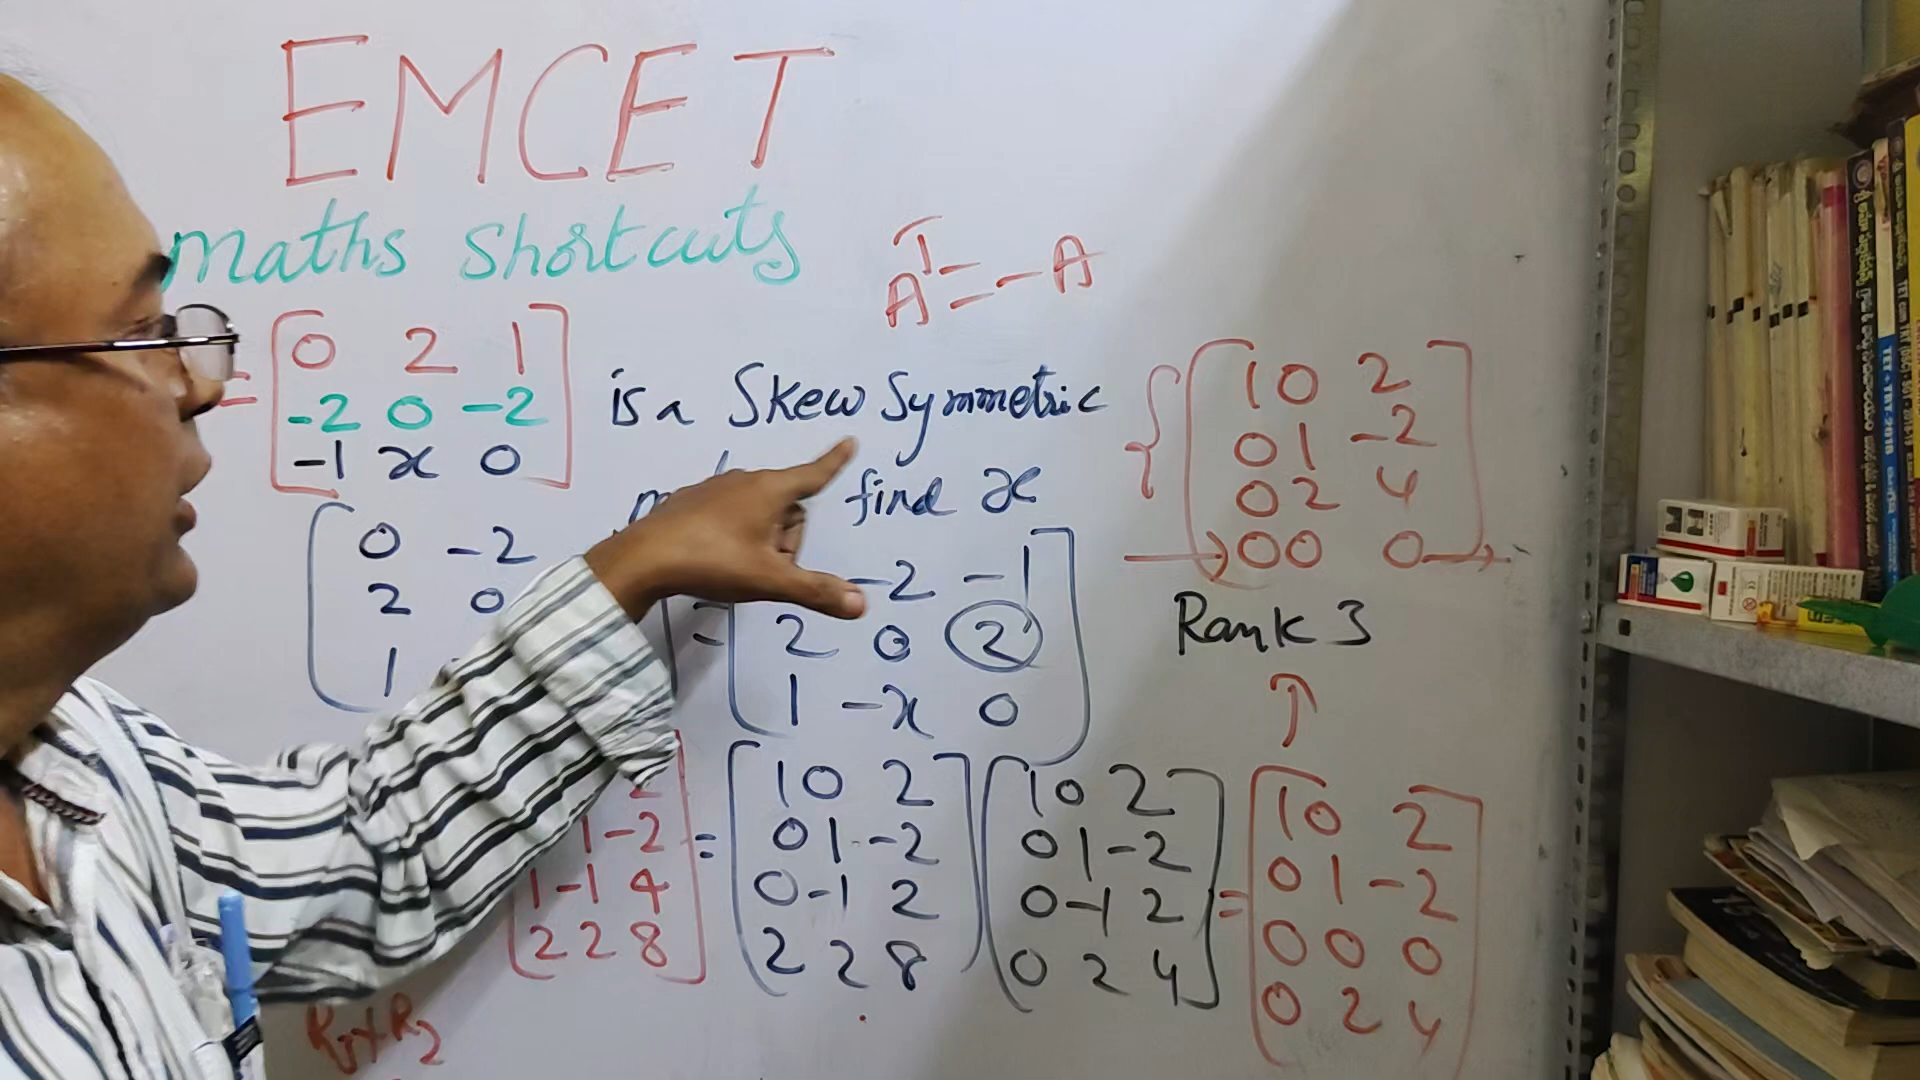 EMCET
Maths Shortcuts
A^T = -A
= [0 2 1
-2 0 -2
-1 x 0]
is a Skew Symmetric
find x
[0 -2
2 0
1
= [-2 -1
2 0 2
1 -x 0]
{[1 0 2
0 1 -2
0 2 4
→ 0 0 0 →
Rank 3
↑
2
1 -2
1 -1 4
2 2 8]
= [1 0 2
0 1 -2
0 -1 2
2 2 8]
[1 0 2
0 1 -2
0 -1 2
0 2 4]
= [1 0 2
0 1 -2
0 0 0
0 2 4]